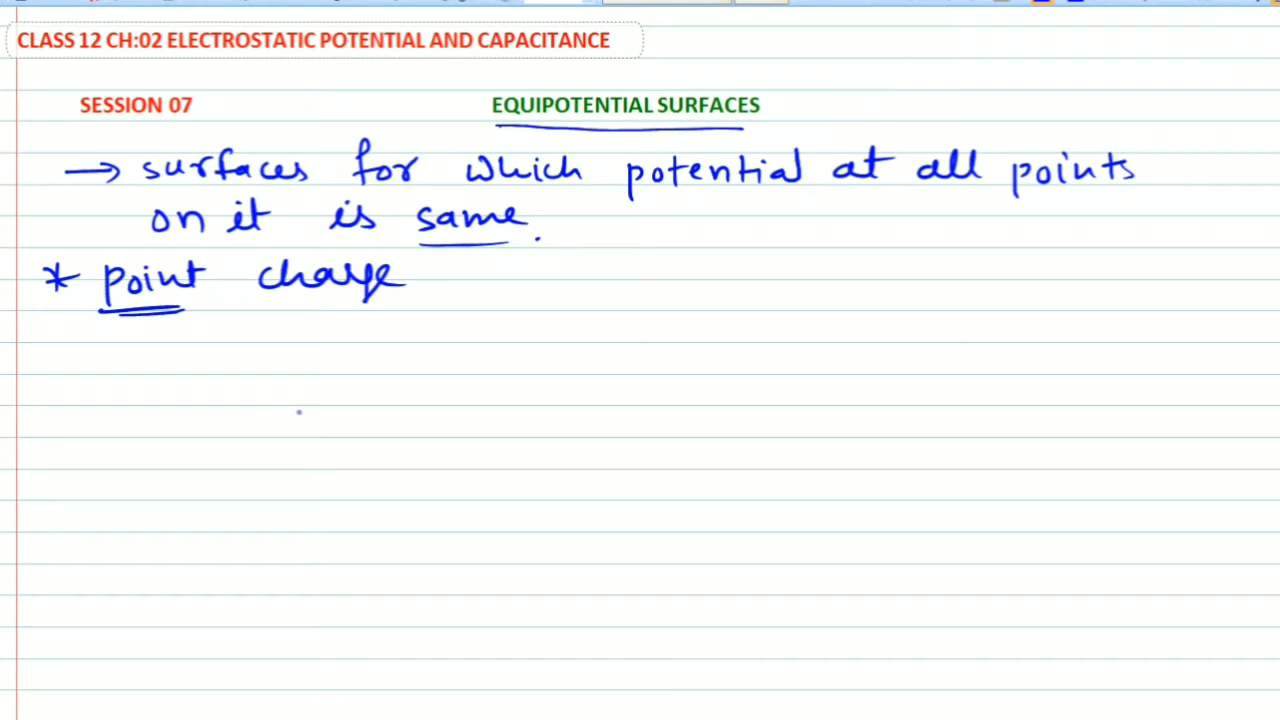 CLASS 12 CH:02 ELECTROSTATIC POTENTIAL AND CAPACITANCE
SESSION 07 EQUIPOTENTIAL SURFACES
→ surfaces for which potential at all points
on it is same.
* point charge